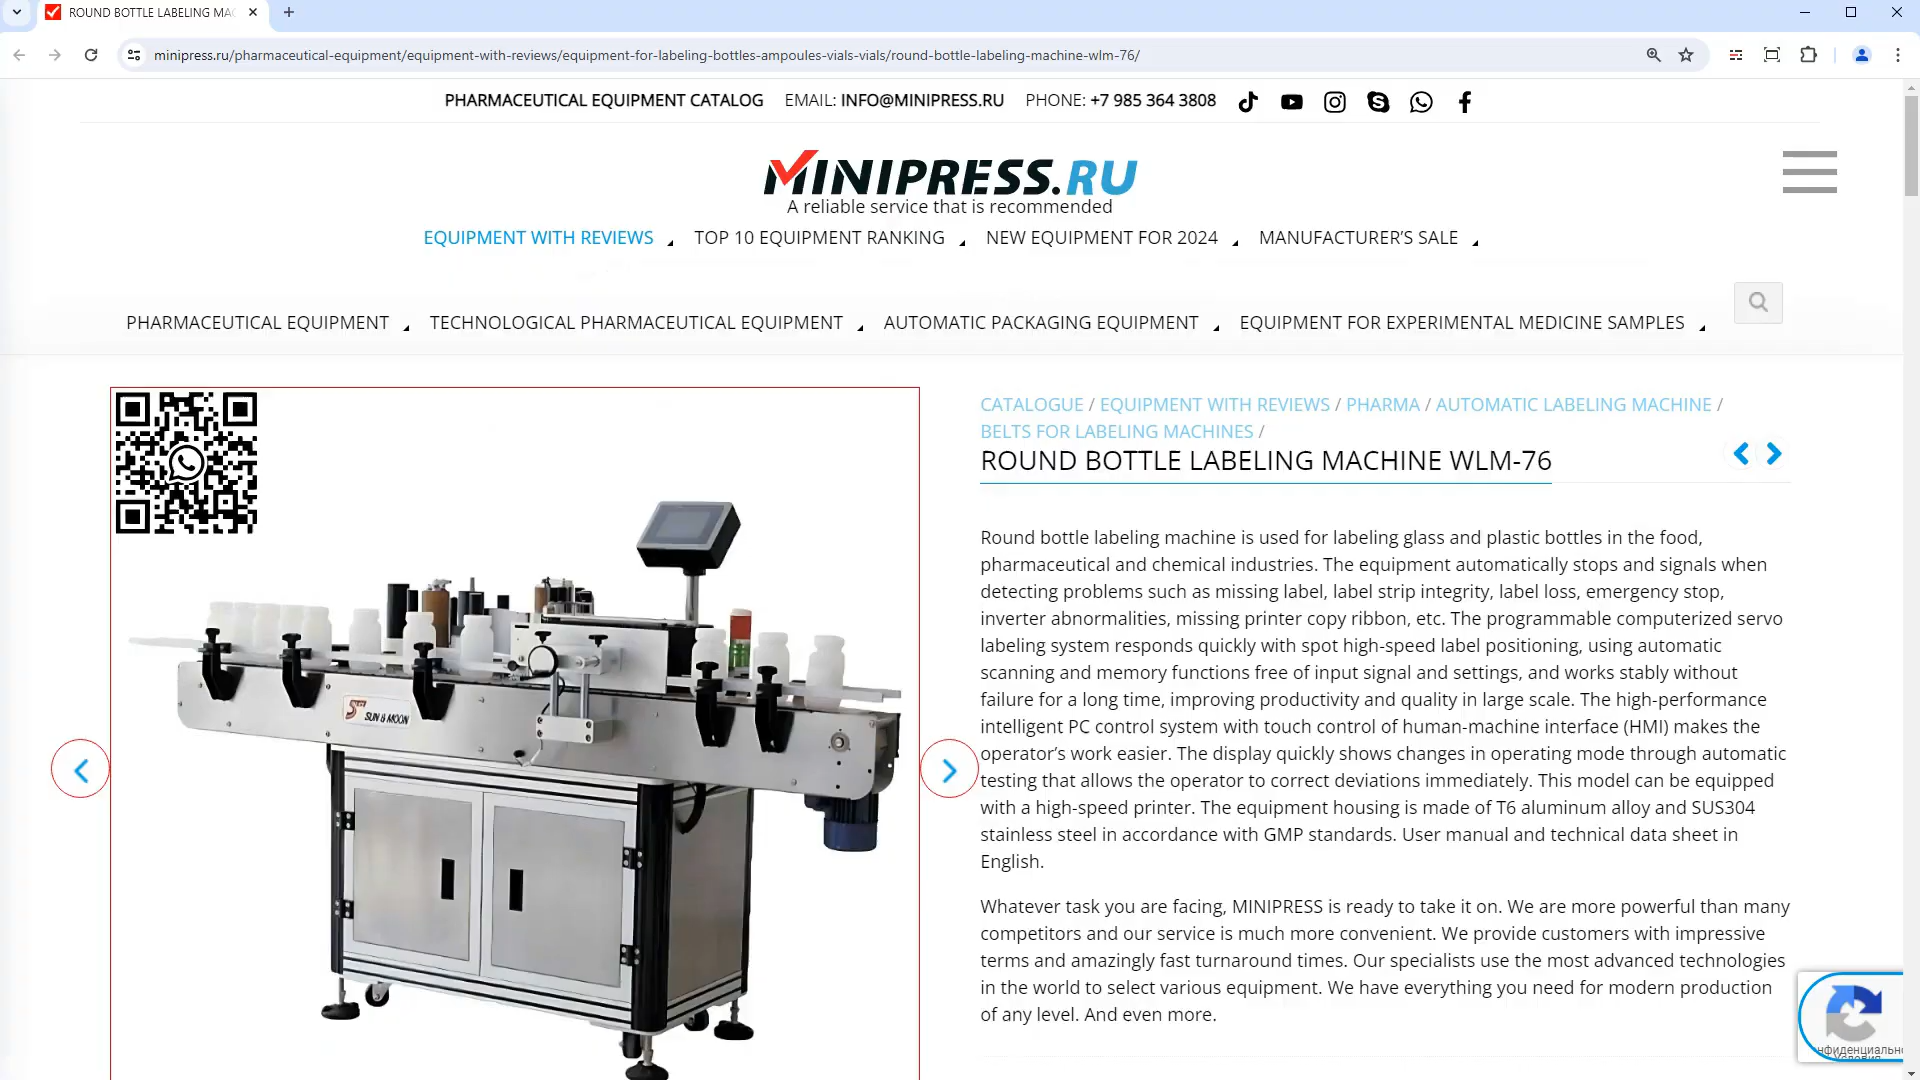 ROUND BOTTLE LABELING MAC
minipress.ru/pharmaceutical-equipment/equipment-with-reviews/equipment-for-labeling-bottles-ampoules-vials-vials/round-bottle-labeling-machine-wlm-76/
PHARMACEUTICAL EQUIPMENT CATALOG EMAIL: INFO@MINIPRESS.RU PHONE: +7 985 364 3808
MINIPRESS.RU
A reliable service that is recommended
EQUIPMENT WITH REVIEWS TOP 10 EQUIPMENT RANKING NEW EQUIPMENT FOR 2024 MANUFACTURER’S SALE
PHARMACEUTICAL EQUIPMENT TECHNOLOGICAL PHARMACEUTICAL EQUIPMENT AUTOMATIC PACKAGING EQUIPMENT EQUIPMENT FOR EXPERIMENTAL MEDICINE SAMPLES
SUN & MOON
CATALOGUE / EQUIPMENT WITH REVIEWS / PHARMA / AUTOMATIC LABELING MACHINE /
BELTS FOR LABELING MACHINES /
ROUND BOTTLE LABELING MACHINE WLM-76
Round bottle labeling machine is used for labeling glass and plastic bottles in the food,
pharmaceutical and chemical industries. The equipment automatically stops and signals when
detecting problems such as missing label, label strip integrity, label loss, emergency stop,
inverter abnormalities, missing printer copy ribbon, etc. The programmable computerized servo
labeling system responds quickly with spot high-speed label positioning, using automatic
scanning and memory functions free of input signal and settings, and works stably without
failure for a long time, improving productivity and quality in large scale. The high-performance
intelligent PC control system with touch control of human-machine interface (HMI) makes the
operator’s work easier. The display quickly shows changes in operating mode through automatic
testing that allows the operator to correct deviations immediately. This model can be equipped
with a high-speed printer. The equipment housing is made of T6 aluminum alloy and SUS304
stainless steel in accordance with GMP standards. User manual and technical data sheet in
English.
Whatever task you are facing, MINIPRESS is ready to take it on. We are more powerful than many
competitors and our service is much more convenient. We provide customers with impressive
terms and amazingly fast turnaround times. Our specialists use the most advanced technologies
in the world to select various equipment. We have everything you need for modern production
of any level. And even more.